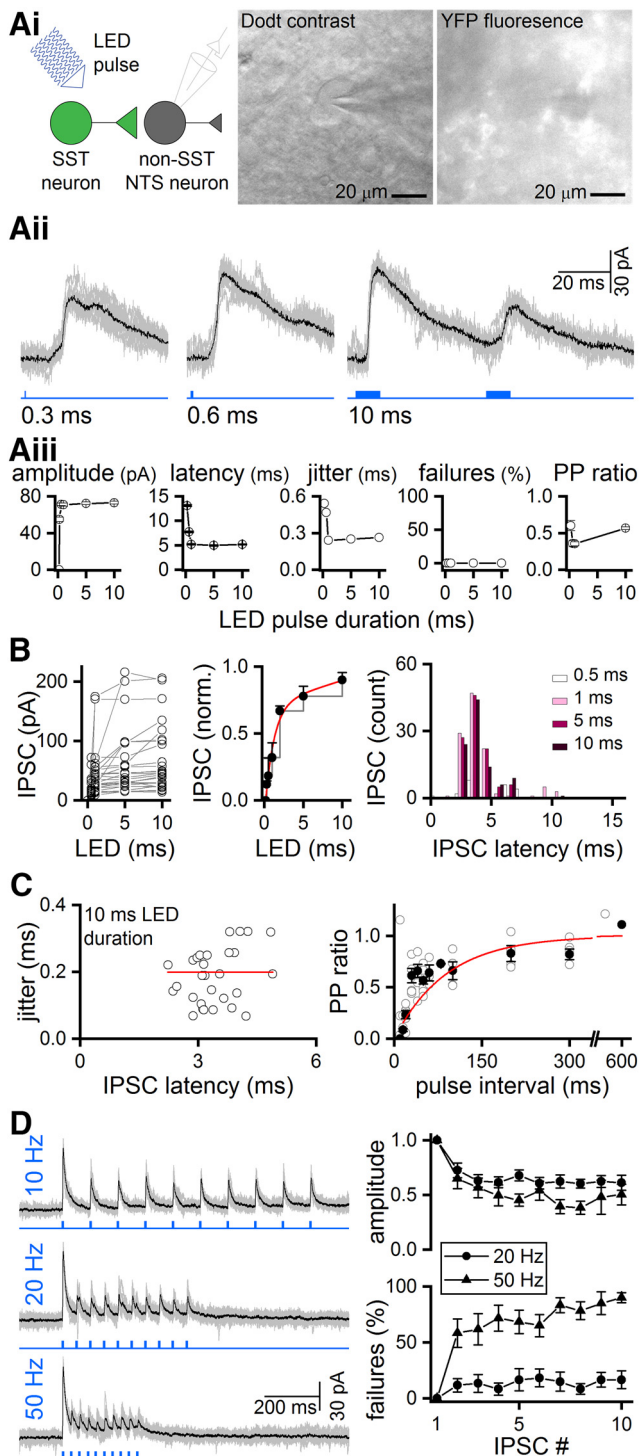 Ai
LED
pulse
SST
neuron
non-SST
NTS neuron
Dodt contrast
20 μm
YFP fluoresence
20 μm
Aii
20 ms
30 pA
0.3 ms
0.6 ms
10 ms
Aiii
amplitude (pA)
80
40
0
0 5 10
latency (ms)
15
10
5
0
0 5 10
jitter (ms)
0.6
0.3
0.0
0 5 10
failures (%)
100
50
0
0 5 10
PP ratio
1.0
0.5
0.0
0 5 10
LED pulse duration (ms)
B
IPSC (pA)
200
100
50
0
0 5 10
LED (ms)
IPSC (norm.)
1.0
0.5
0.0
0 5 10
LED (ms)
IPSC (count)
60
30
0
0 5 10 15
IPSC latency (ms)
0.5 ms
1 ms
5 ms
10 ms
C
10 ms LED
duration
jitter (ms)
0.4
0.2
0.0
0 3 6
IPSC latency (ms)
PP ratio
1.0
0.5
0.0
0 150 300 600
pulse interval (ms)
D
10 Hz
20 Hz
50 Hz
200 ms
30 pA
amplitude
1.0
0.5
0.0
20 Hz
50 Hz
failures (%)
100
50
0
1 5 10
IPSC #